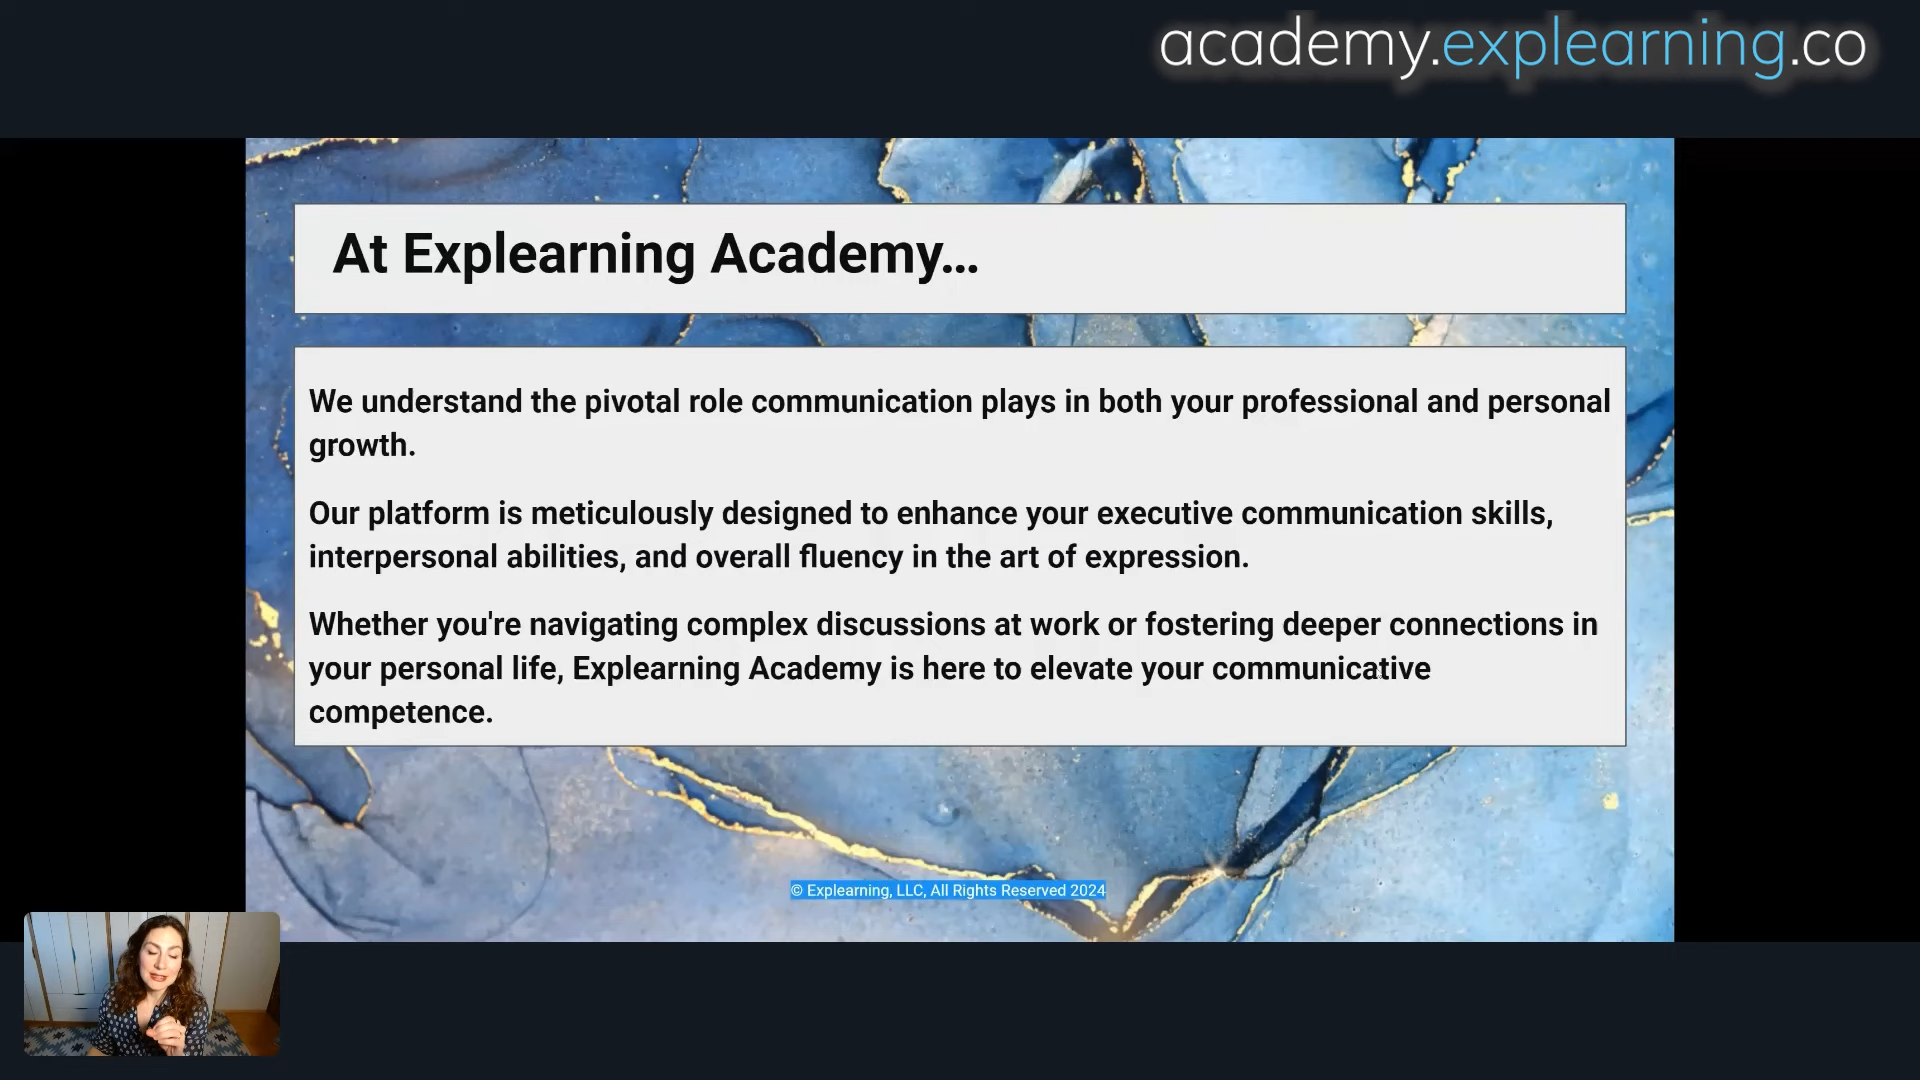 academy.explearning.co
At Explearning Academy...
We understand the pivotal role communication plays in both your professional and personal
growth.
Our platform is meticulously designed to enhance your executive communication skills,
interpersonal abilities, and overall fluency in the art of expression.
Whether you're navigating complex discussions at work or fostering deeper connections in
your personal life, Explearning Academy is here to elevate your communicative
competence.
© Explearning, LLC, All Rights Reserved 2024